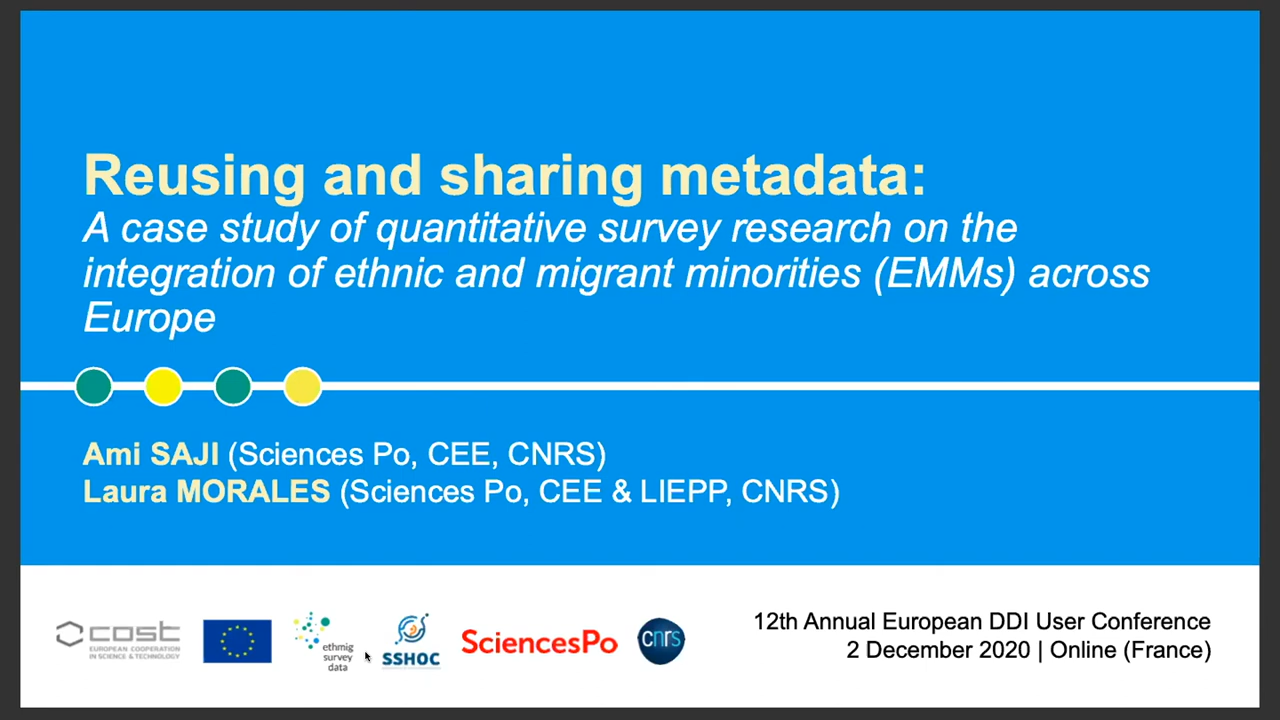 Reusing and sharing metadata:
A case study of quantitative survey research on the
integration of ethnic and migrant minorities (EMMs) across
Europe
Ami SAJI (Sciences Po, CEE, CNRS)
Laura MORALES (Sciences Po, CEE & LIEPP, CNRS)
cost
EUROPEAN COOPERATION
IN SCIENCE & TECHNOLOGY
ethmig
survey
data
SSHOC
SciencesPo
cnrs
12th Annual European DDI User Conference
2 December 2020 | Online (France)